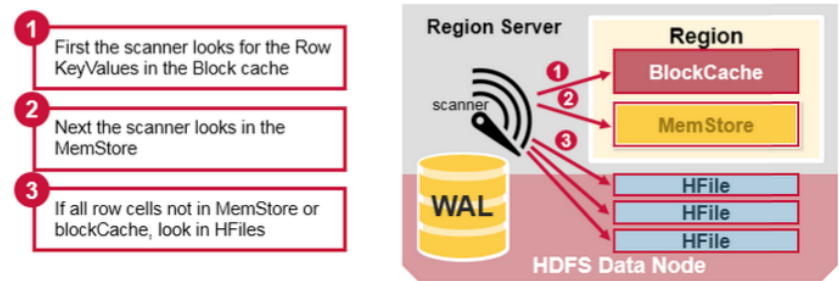 1
First the scanner looks for the Row
KeyValues in the Block cache
2
Next the scanner looks in the
MemStore
3
If all row cells not in MemStore or
blockCache, look in HFiles
Region Server
Region
BlockCache
MemStore
scanner
1
2
3
WAL
HFile
HFile
HFile
HDFS Data Node